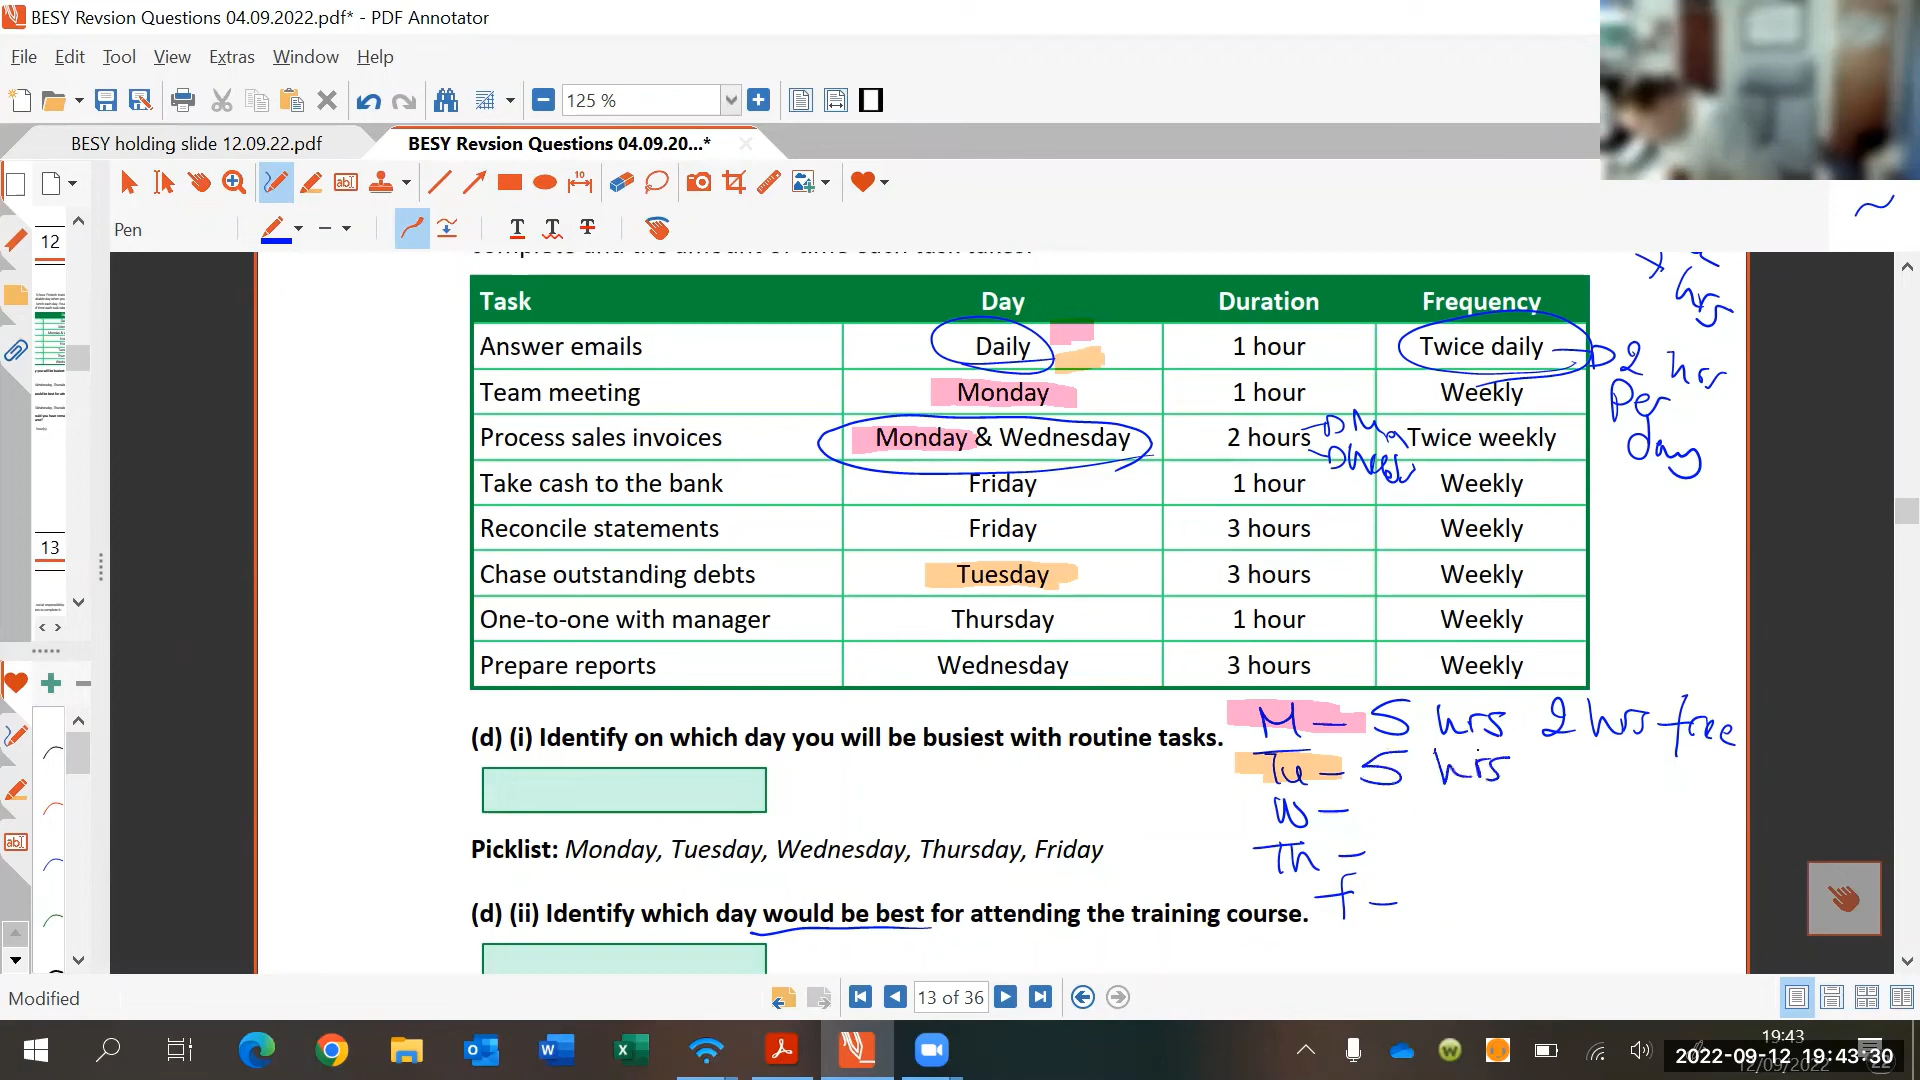 BESY Revsion Questions 04.09.2022.pdf* - PDF Annotator
File Edit Tool View Extras Window Help
125 %
BESY holding slide 12.09.22.pdf
BESY Revsion Questions 04.09.20...*
Pen
12
13
hrs
Task Day Duration Frequency
Answer emails Daily 1 hour Twice daily
2 hrs
Per
day
Team meeting Monday 1 hour Weekly
Process sales invoices Monday & Wednesday 2 hours Twice weekly
Take cash to the bank Friday 1 hour Weekly
Reconcile statements Friday 3 hours Weekly
Chase outstanding debts Tuesday 3 hours Weekly
One-to-one with manager Thursday 1 hour Weekly
Prepare reports Wednesday 3 hours Weekly
M - 5 hrs 2 hrs free
(d) (i) Identify on which day you will be busiest with routine tasks.
Tu - 5 hrs
W -
Picklist: Monday, Tuesday, Wednesday, Thursday, Friday
Th -
F -
(d) (ii) Identify which day would be best for attending the training course.
Modified
13 of 36
19:43
12/09/2022
2022-09-12 19:43:30
22